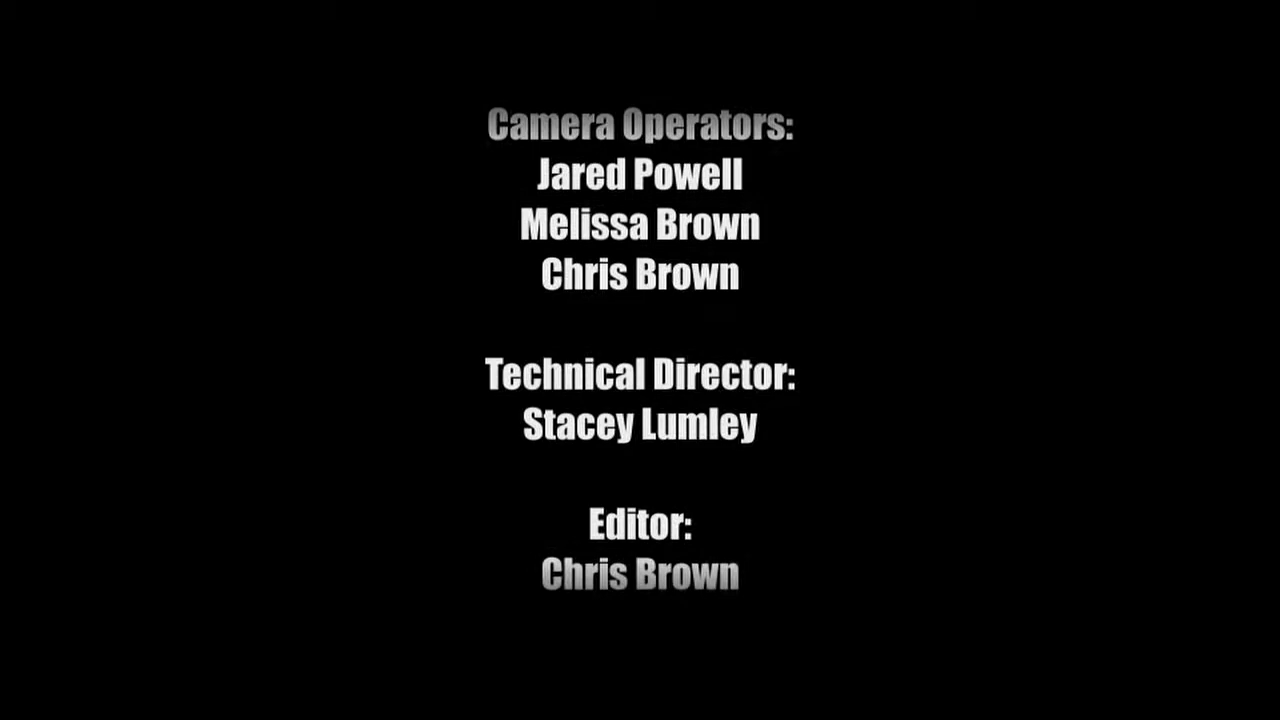 Camera Operators:
Jared Powell
Melissa Brown
Chris Brown
Technical Director:
Stacey Lumley
Editor:
Chris Brown